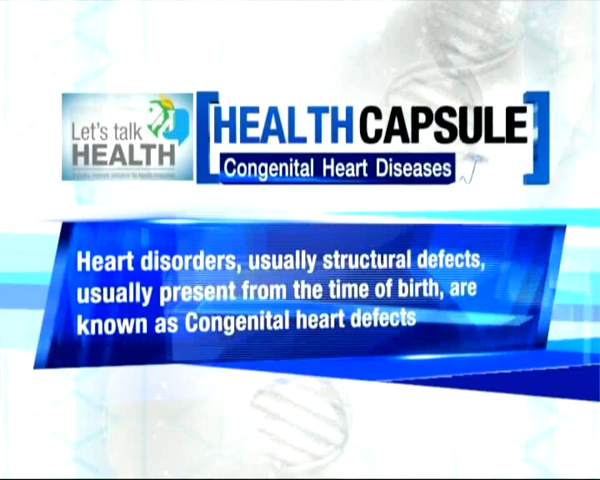 Let's talk
HEALTH
[HEALTH CAPSULE]
Congenital Heart Diseases
Heart disorders, usually structural defects,
usually present from the time of birth, are
known as Congenital heart defects